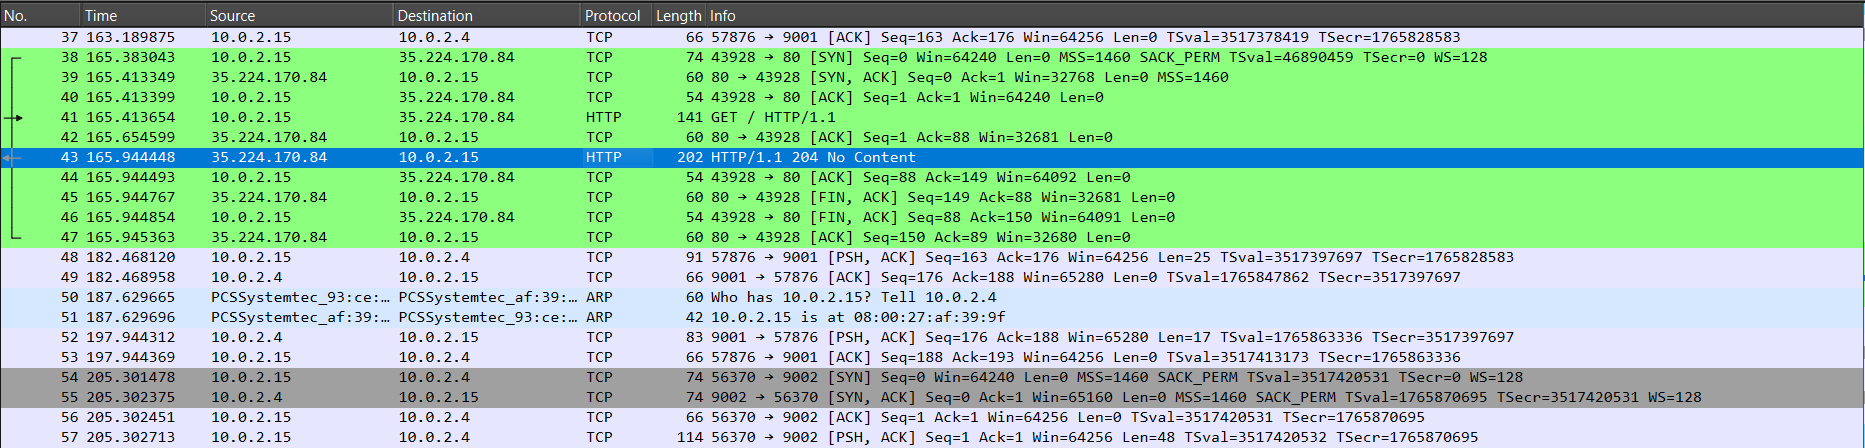 No. Time Source Destination Protocol Length Info
37 163.189875 10.0.2.15 10.0.2.4 TCP 66 57876 → 9001 [ACK] Seq=163 Ack=176 Win=64256 Len=0 TSval=3517378419 TSecr=1765828583
38 165.383043 10.0.2.15 35.224.170.84 TCP 74 43928 → 80 [SYN] Seq=0 Win=64240 Len=0 MSS=1460 SACK_PERM TSval=46890459 TSecr=0 WS=128
39 165.413349 35.224.170.84 10.0.2.15 TCP 60 80 → 43928 [SYN, ACK] Seq=0 Ack=1 Win=32768 Len=0 MSS=1460
40 165.413399 10.0.2.15 35.224.170.84 TCP 54 43928 → 80 [ACK] Seq=1 Ack=1 Win=64240 Len=0
41 165.413654 10.0.2.15 35.224.170.84 HTTP 141 GET / HTTP/1.1
42 165.654599 35.224.170.84 10.0.2.15 TCP 60 80 → 43928 [ACK] Seq=1 Ack=88 Win=32681 Len=0
43 165.944448 35.224.170.84 10.0.2.15 HTTP 202 HTTP/1.1 204 No Content
44 165.944493 10.0.2.15 35.224.170.84 TCP 54 43928 → 80 [ACK] Seq=88 Ack=149 Win=64092 Len=0
45 165.944767 35.224.170.84 10.0.2.15 TCP 60 80 → 43928 [FIN, ACK] Seq=149 Ack=88 Win=32681 Len=0
46 165.944854 10.0.2.15 35.224.170.84 TCP 54 43928 → 80 [FIN, ACK] Seq=88 Ack=150 Win=64091 Len=0
47 165.945363 35.224.170.84 10.0.2.15 TCP 60 80 → 43928 [ACK] Seq=150 Ack=89 Win=32680 Len=0
48 182.468120 10.0.2.15 10.0.2.4 TCP 91 57876 → 9001 [PSH, ACK] Seq=163 Ack=176 Win=64256 Len=25 TSval=3517397697 TSecr=1765828583
49 182.468958 10.0.2.4 10.0.2.15 TCP 66 9001 → 57876 [ACK] Seq=176 Ack=188 Win=65280 Len=0 TSval=1765847862 TSecr=3517397697
50 187.629665 PCSSystemtec_93:ce:… PCSSystemtec_af:39:… ARP 60 Who has 10.0.2.15? Tell 10.0.2.4
51 187.629696 PCSSystemtec_af:39:… PCSSystemtec_93:ce:… ARP 42 10.0.2.15 is at 08:00:27:af:39:9f
52 197.944312 10.0.2.4 10.0.2.15 TCP 83 9001 → 57876 [PSH, ACK] Seq=176 Ack=188 Win=65280 Len=17 TSval=1765863336 TSecr=3517397697
53 197.944369 10.0.2.15 10.0.2.4 TCP 66 57876 → 9001 [ACK] Seq=188 Ack=193 Win=64256 Len=0 TSval=3517413173 TSecr=1765863336
54 205.301478 10.0.2.15 10.0.2.4 TCP 74 56370 → 9002 [SYN] Seq=0 Win=64240 Len=0 MSS=1460 SACK_PERM TSval=3517420531 TSecr=0 WS=128
55 205.302375 10.0.2.4 10.0.2.15 TCP 74 9002 → 56370 [SYN, ACK] Seq=0 Ack=1 Win=65160 Len=0 MSS=1460 SACK_PERM TSval=1765870695 TSecr=3517420531 WS=128
56 205.302451 10.0.2.15 10.0.2.4 TCP 66 56370 → 9002 [ACK] Seq=1 Ack=1 Win=64256 Len=0 TSval=3517420531 TSecr=1765870695
57 205.302713 10.0.2.15 10.0.2.4 TCP 114 56370 → 9002 [PSH, ACK] Seq=1 Ack=1 Win=64256 Len=48 TSval=3517420532 TSecr=1765870695